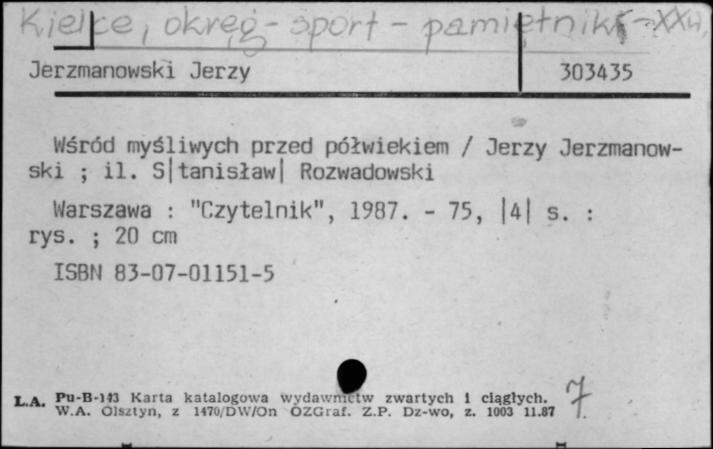 Kielce, okręg - sport - pamiętniki - XXw,
Jerzmanowski Jerzy 303435
Wśród myśliwych przed półwiekiem / Jerzy Jerzmanow-
ski ; il. S|tanisław| Rozwadowski
Warszawa : "Czytelnik", 1987. - 75, |4| s. :
rys. ; 20 cm
ISBN 83-07-01151-5
L.A. Pu-B-143 Karta katalogowa wydawnictw zwartych i ciągłych.
W.A. Olsztyn, z 1470/DW/On OZGraf. Z.P. Dz-wo, z. 1003 11.87
7